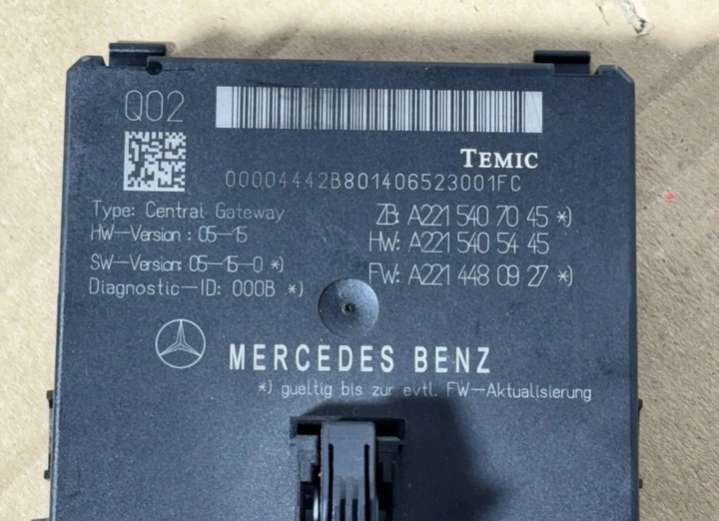 Q02
TEMIC
00004442B801406523001FC
Type: Central Gateway
HW-Version : 05-15
SW-Version: 05-15-0 *)
Diagnostic-ID: 000B *)
ZB: A221 540 70 45 *)
HW: A221 540 54 45
FW: A221 448 09 27 *)
MERCEDES BENZ
*) gueltig bis zur evtl. FW-Aktualisierung